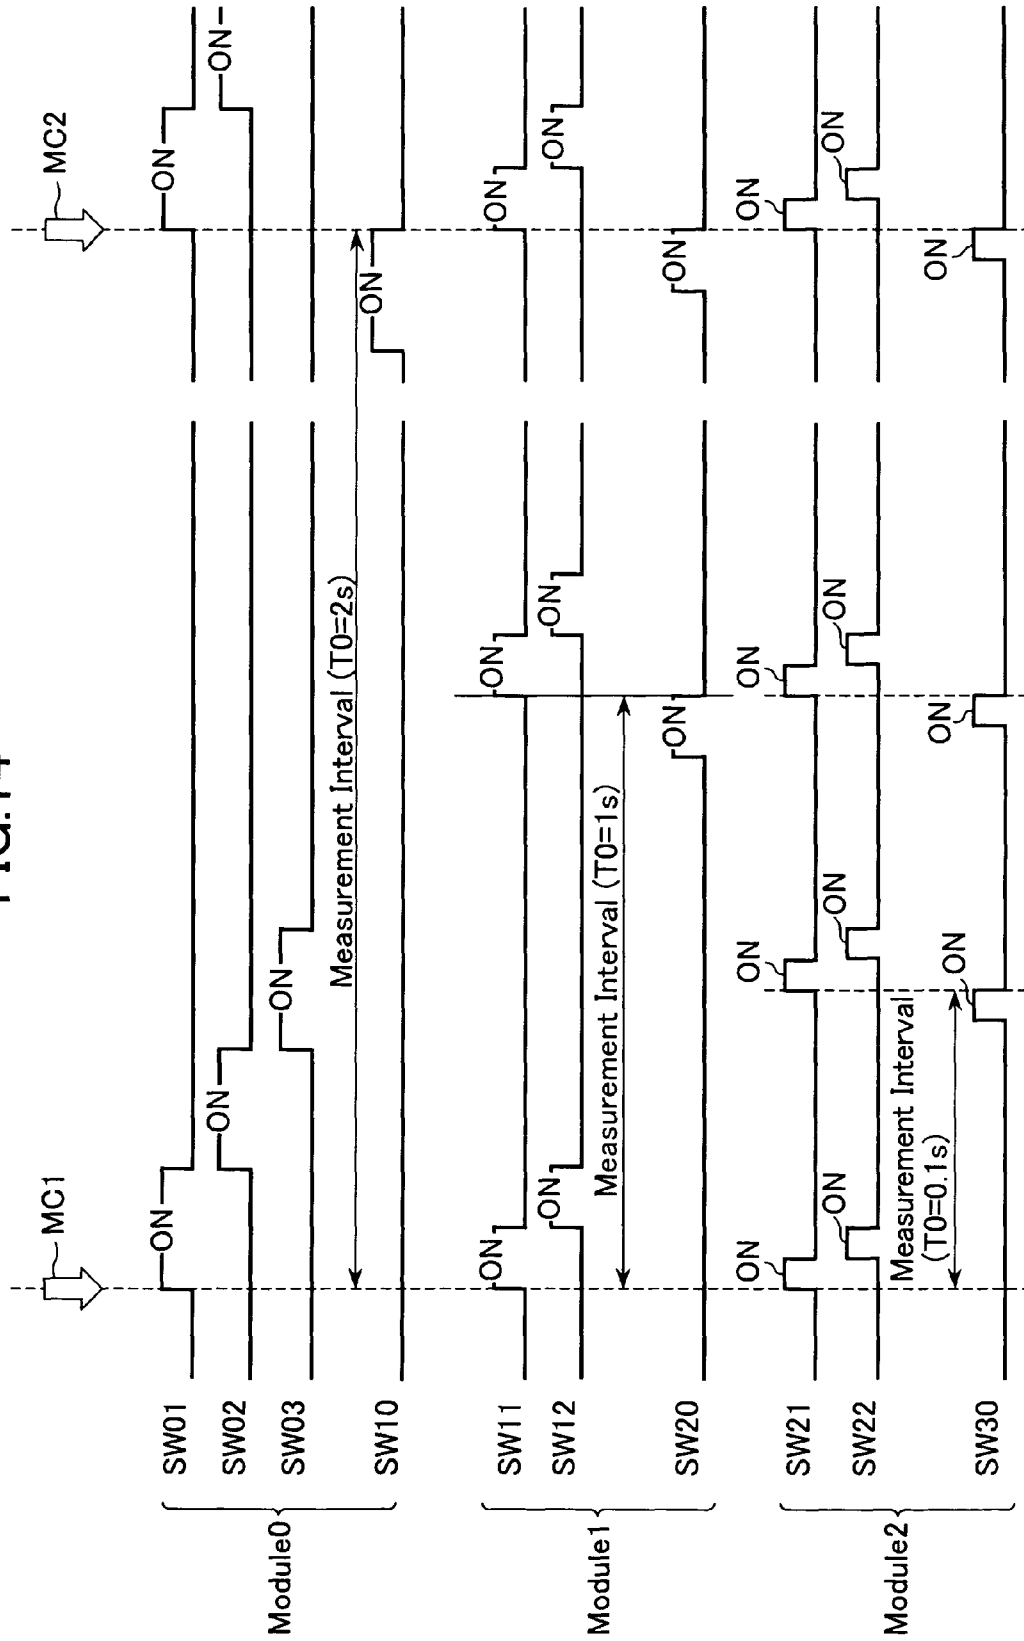 MC1
MC2
Module0
SW01
ON
ON
SW02
ON
ON
SW03
ON
Measurement Interval (T0=2s)
SW10
ON
Module1
SW11
ON
ON
ON
SW12
ON
ON
ON
Measurement Interval (T0=1s)
SW20
ON
ON
Module2
SW21
ON
ON
ON
ON
SW22
ON
ON
ON
ON
Measurement Interval
(T0=0.1s)
SW30
ON
ON
ON